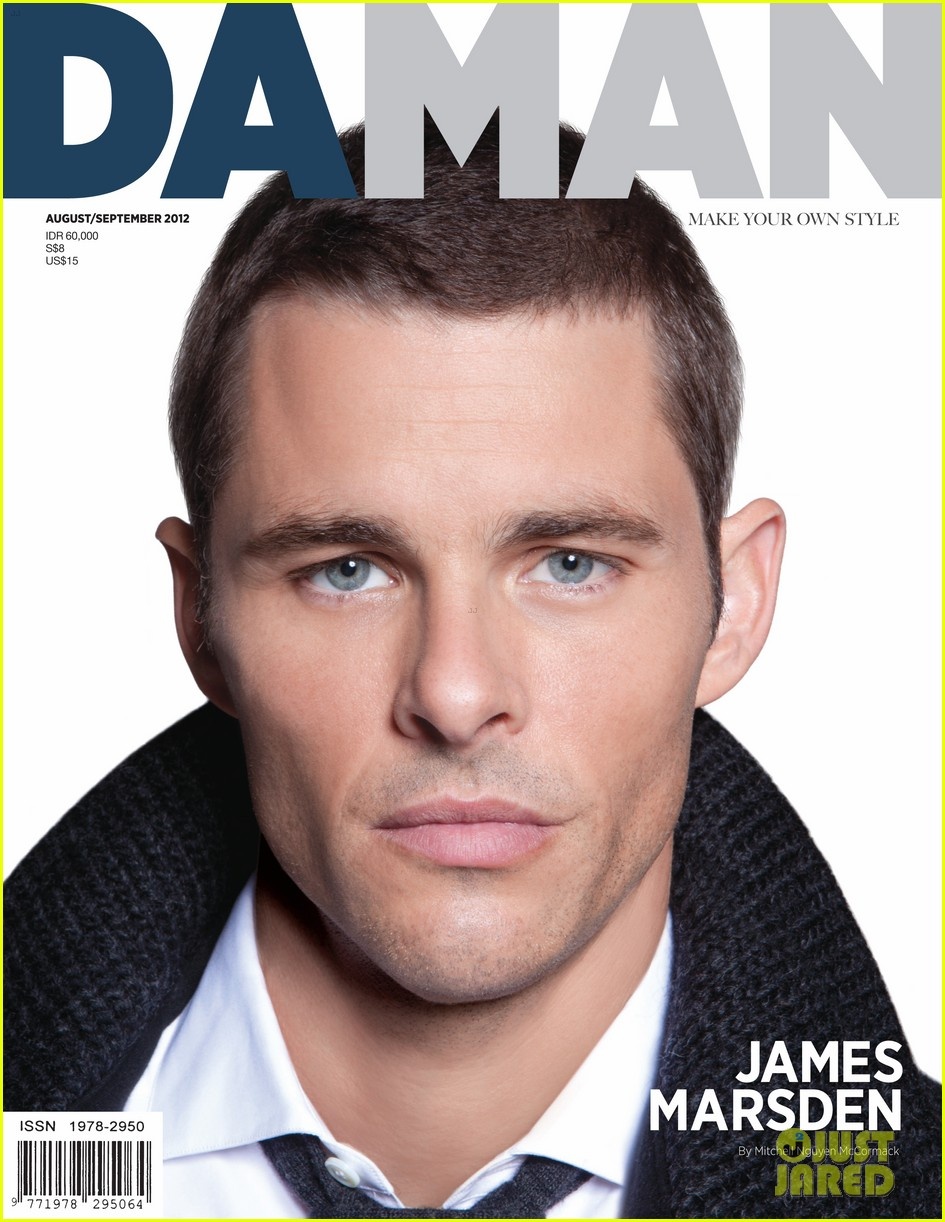 DAMAN
AUGUST/SEPTEMBER 2012
IDR 60,000
S$8
US$15
MAKE YOUR OWN STYLE
JAMES
MARSDEN
By Mitchell Nguyen McCormack
JUST
JARED
ISSN 1978-2950
9 771978 295064